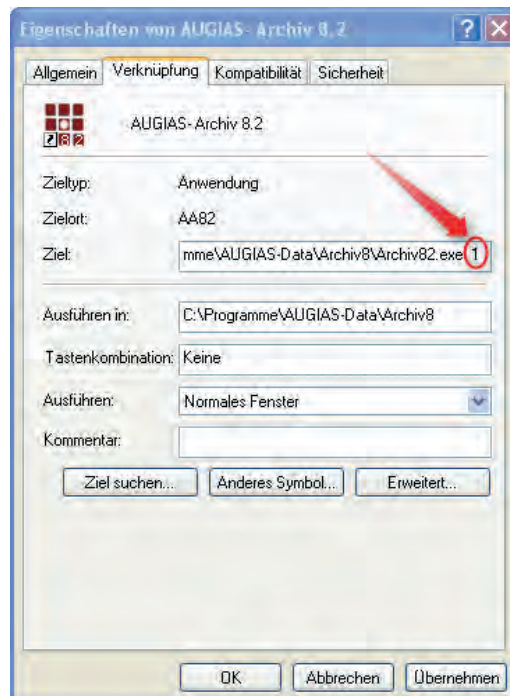 Eigenschaften von AUGIAS- Archiv 8.2
Allgemein Verknüpfung Kompatibilität Sicherheit
AUGIAS- Archiv 8.2
Zieltyp: Anwendung
Zielort: AA82
Ziel: mme\AUGIAS-Data\Archiv8\Archiv82.exe 1
Ausführen in: C:\Programme\AUGIAS-Data\Archiv8
Tastenkombination: Keine
Ausführen: Normales Fenster
Kommentar:
Ziel suchen... Anderes Symbol... Erweitert...
OK Abbrechen Übernehmen